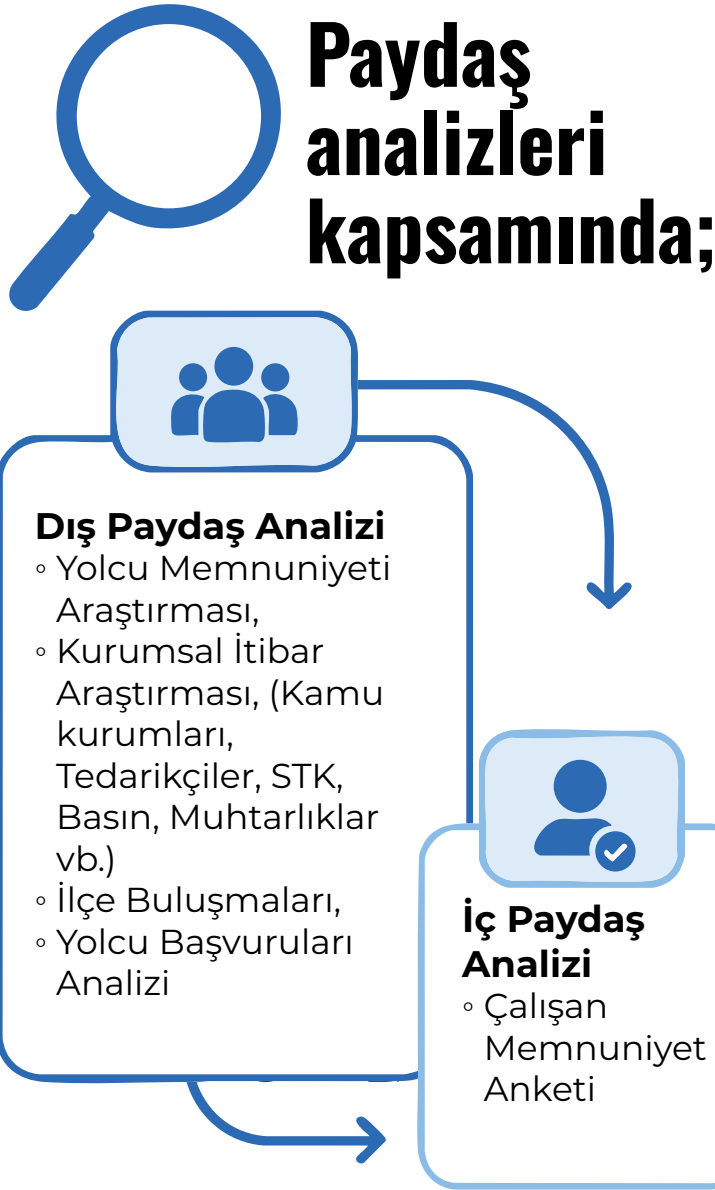 Paydaş
analizleri
kapsamında;
Dış Paydaş Analizi
◦ Yolcu Memnuniyeti
Araştırması,
◦ Kurumsal İtibar
Araştırması, (Kamu
kurumları,
Tedarikçiler, STK,
Basın, Muhtarlıklar
vb.)
◦ İlçe Buluşmaları,
◦ Yolcu Başvuruları
Analizi
İç Paydaş
Analizi
◦ Çalışan
Memnuniyet
Anketi